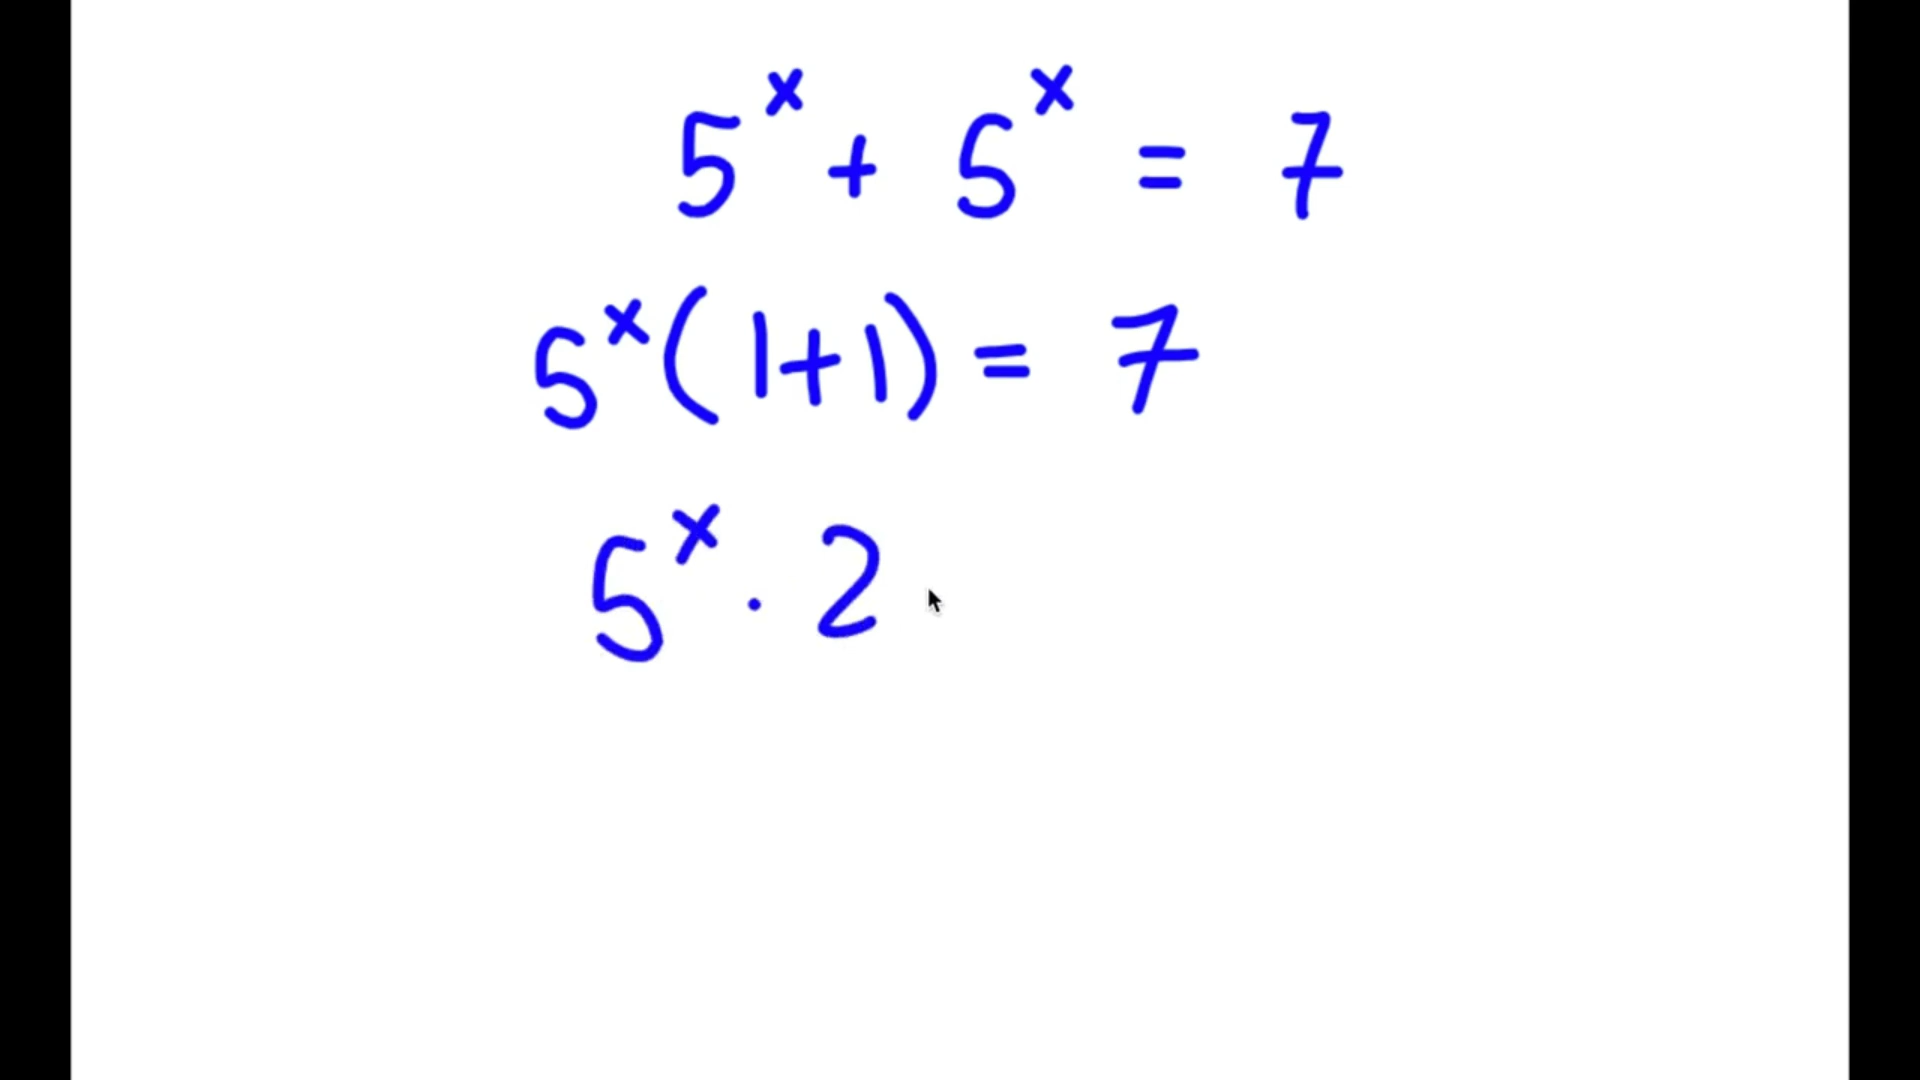 5^x + 5^x = 7
5^x(1+1) = 7
5^x · 2